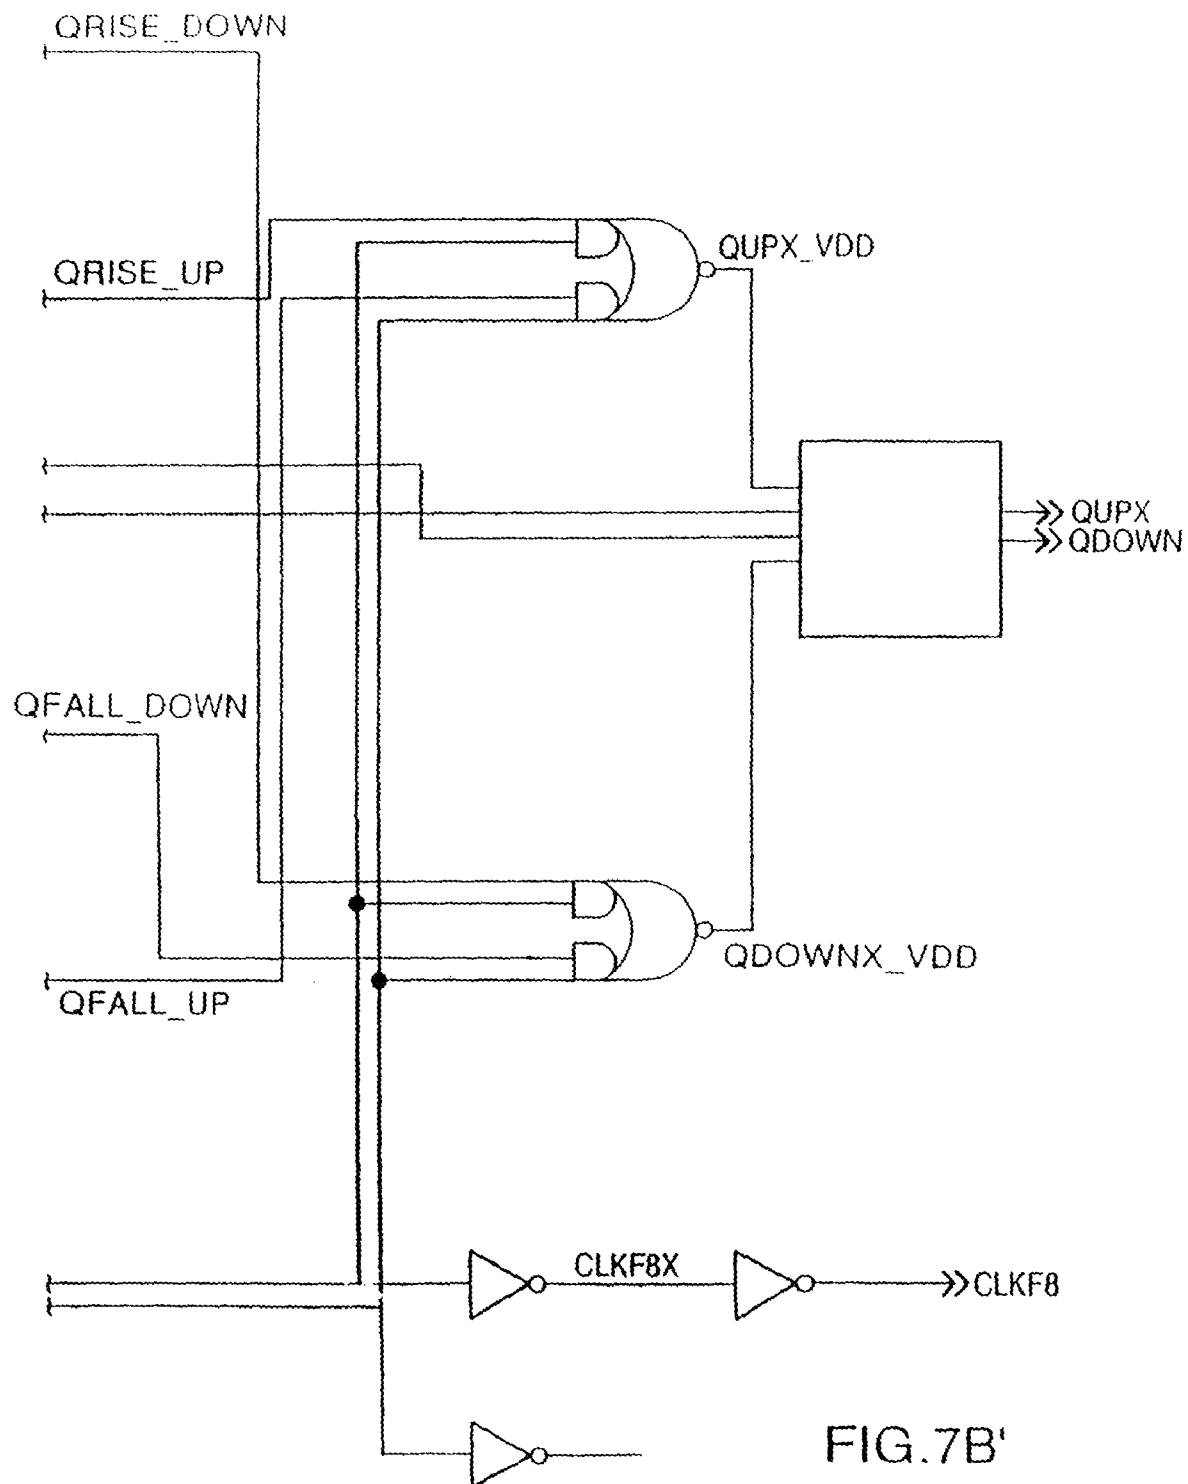 QRISE_DOWN
QUPX_VDD
QRISE_UP
QUPX
QDOWN
QFALL_DOWN
QDOWNX_VDD
QFALL_UP
CLKF8X
CLKF8
FIG.7B'